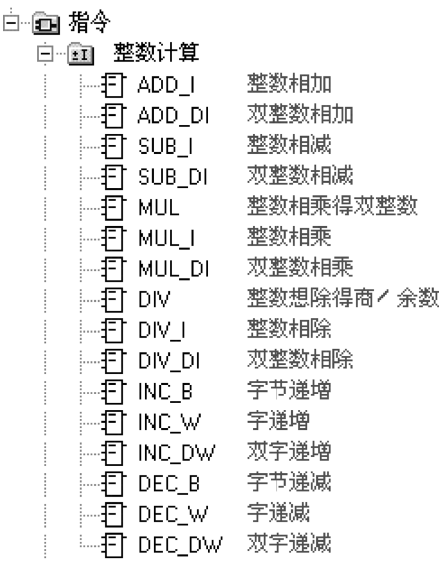 指令
整数计算
ADD_I 整数相加
ADD_DI 双整数相加
SUB_I 整数相减
SUB_DI 双整数相减
MUL 整数相乘得双整数
MUL_I 整数相乘
MUL_DI 双整数相乘
DIV 整数想除得商/余数
DIV_I 整数相除
DIV_DI 双整数相除
INC_B 字节递增
INC_W 字递增
INC_DW 双字递增
DEC_B 字节递减
DEC_W 字递减
DEC_DW 双字递减